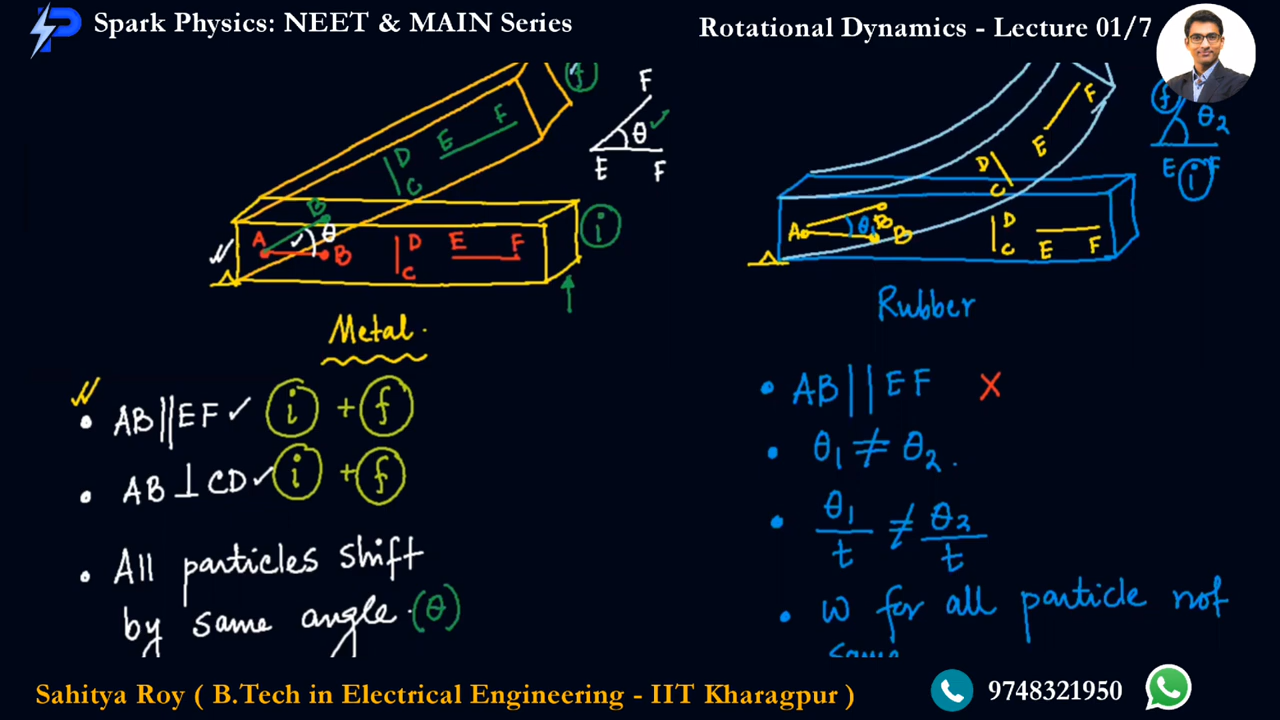 Spark Physics: NEET & MAIN Series
Rotational Dynamics - Lecture 01/7
f
F
θ
E F
E F
D
C
B
θ
A
B
D
C
E F
i
Metal.
AB||EF ✓ i + f
AB ⊥ CD ✓ i + f
All particles shift
by same angle. (θ)
f
θ2
E F
i
F
E
D
C
A
θ1
B
B
D
C
E F
Rubber
AB || EF X
θ1 ≠ θ2.
θ1/t ≠ θ2/t
w for all particle not
same
Sahitya Roy ( B.Tech in Electrical Engineering - IIT Kharagpur )
9748321950